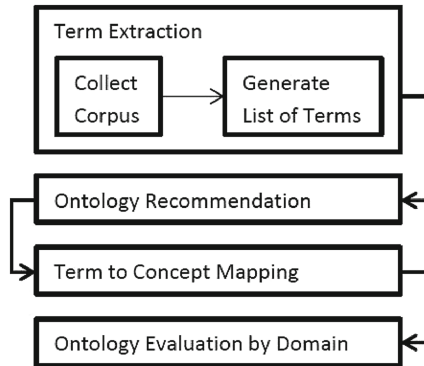 Term Extraction
Collect
Corpus
Generate
List of Terms
Ontology Recommendation
Term to Concept Mapping
Ontology Evaluation by Domain